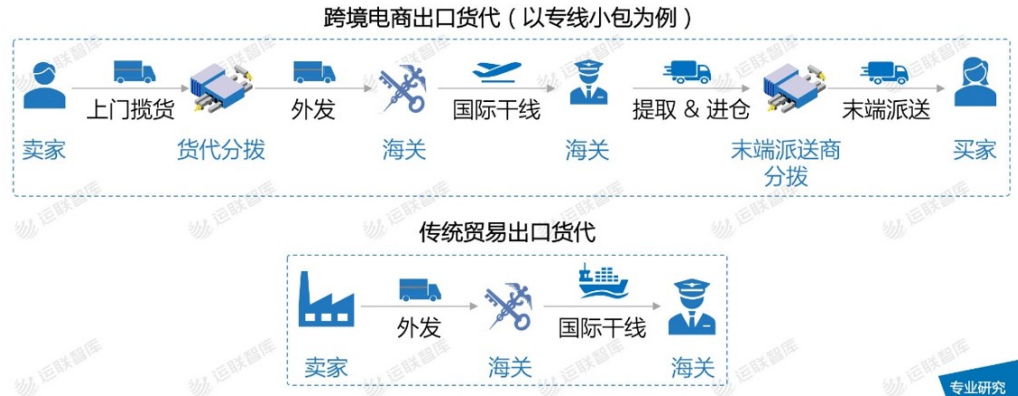 跨境电商出口货代（以专线小包为例）
上门揽货 外发 国际干线 提取 & 进仓 末端派送
卖家 货代分拨 海关 海关 末端派送商 买家
分拨
传统贸易出口货代
外发 国际干线
卖家 海关 海关
专业研究
运联智库